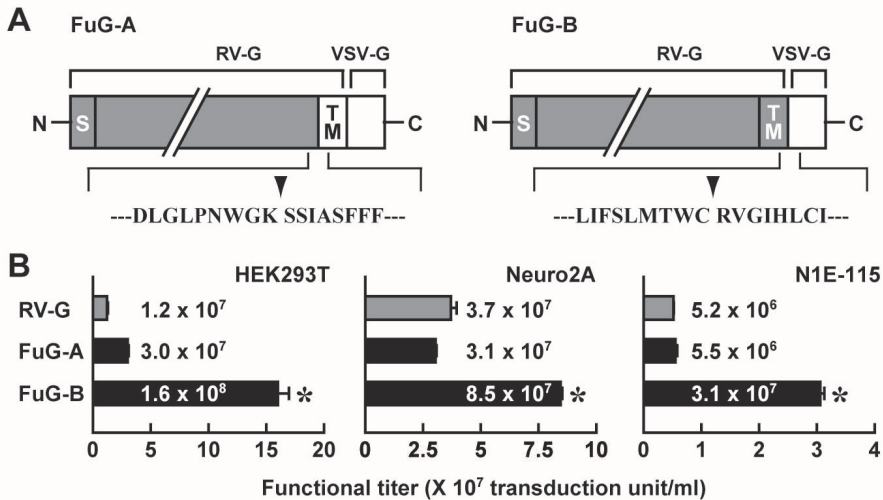 A
FuG-A
FuG-B
RV-G VSV-G
RV-G VSV-G
N S TM C
N S TM C
---DLGLPNWGK SSIASFFF---
---LIFSLMTWC RVGIHLCI---
B
HEK293T
Neuro2A
N1E-115
RV-G 1.2 x 10⁷ 3.7 x 10⁷ 5.2 x 10⁶
FuG-A 3.0 x 10⁷ 3.1 x 10⁷ 5.5 x 10⁶
FuG-B 1.6 x 10⁸ * 8.5 x 10⁷ * 3.1 x 10⁷ *
0 5 10 15 20 0 2.5 5 7.5 10 0 1 2 3 4
Functional titer (X 10⁷ transduction unit/ml)